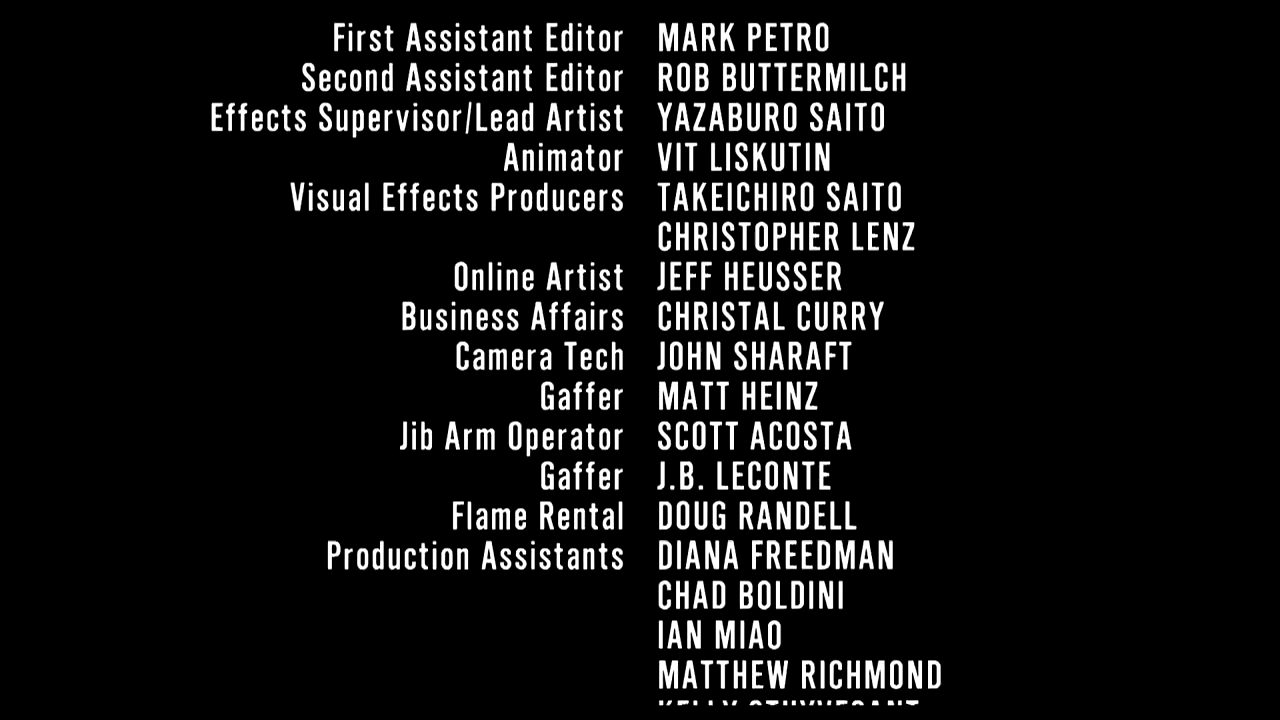 First Assistant Editor MARK PETRO
Second Assistant Editor ROB BUTTERMILCH
Effects Supervisor/Lead Artist YAZABURO SAITO
Animator VIT LISKUTIN
Visual Effects Producers TAKEICHIRO SAITO
CHRISTOPHER LENZ
Online Artist JEFF HEUSSER
Business Affairs CHRISTAL CURRY
Camera Tech JOHN SHARAFT
Gaffer MATT HEINZ
Jib Arm Operator SCOTT ACOSTA
Gaffer J.B. LECONTE
Flame Rental DOUG RANDELL
Production Assistants DIANA FREEDMAN
CHAD BOLDINI
IAN MIAO
MATTHEW RICHMOND